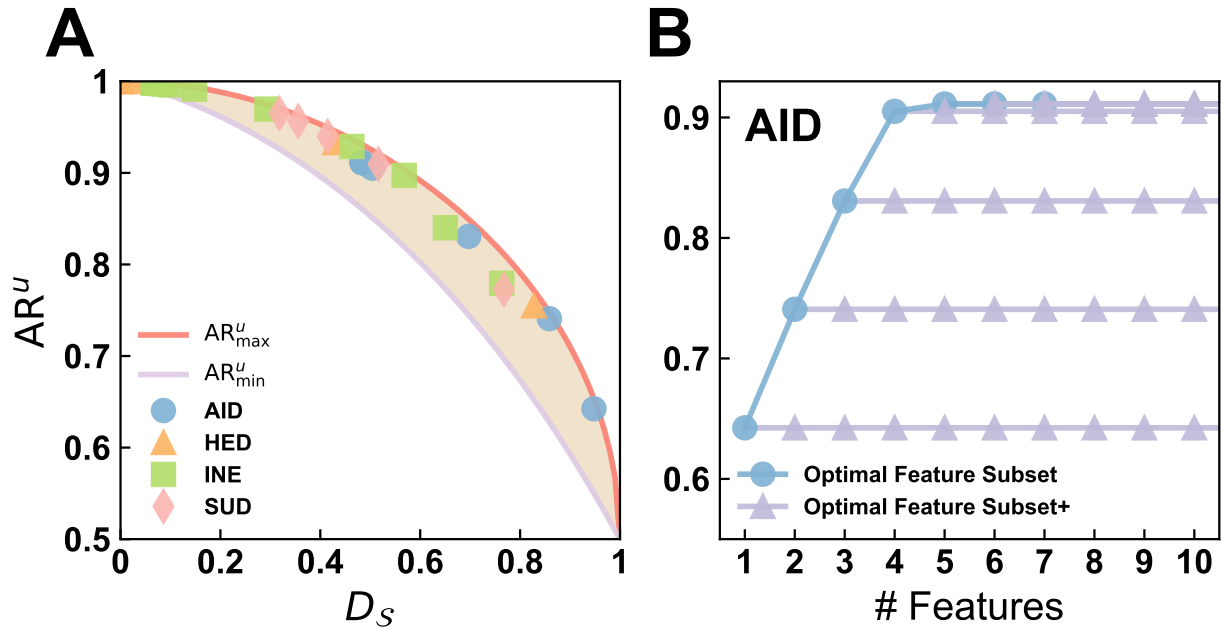 A
1
0.9
0.8
0.7
0.6
0.5
AR^u
AR^u_max
AR^u_min
AID
HED
INE
SUD
0 0.2 0.4 0.6 0.8 1
D_𝒮
B
AID
0.9
0.8
0.7
0.6
Optimal Feature Subset
Optimal Feature Subset+
1 2 3 4 5 6 7 8 9 10
# Features